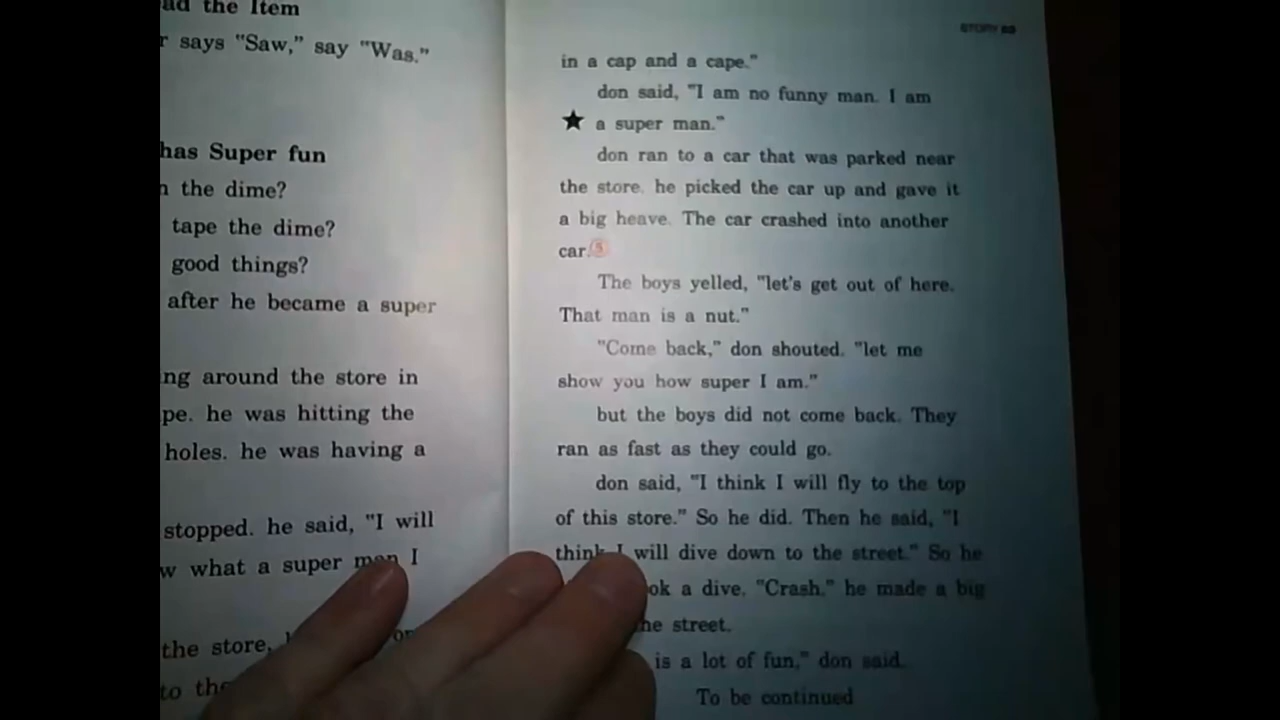 ad the Item
r says "Saw," say "Was."
has Super fun
n the dime?
tape the dime?
good things?
after he became a super
ng around the store in
pe. he was hitting the
holes. he was having a
stopped. he said, "I will
w what a super man I
the store,
to the
STORY 89
in a cap and a cape."
don said, "I am no funny man. I am
★ a super man."
don ran to a car that was parked near
the store. he picked the car up and gave it
a big heave. The car crashed into another
car. 5
The boys yelled, "let's get out of here.
That man is a nut."
"Come back," don shouted. "let me
show you how super I am."
but the boys did not come back. They
ran as fast as they could go.
don said, "I think I will fly to the top
of this store." So he did. Then he said, "I
think I will dive down to the street." So he
ok a dive. "Crash." he made a big
he street.
is a lot of fun," don said.
To be continued